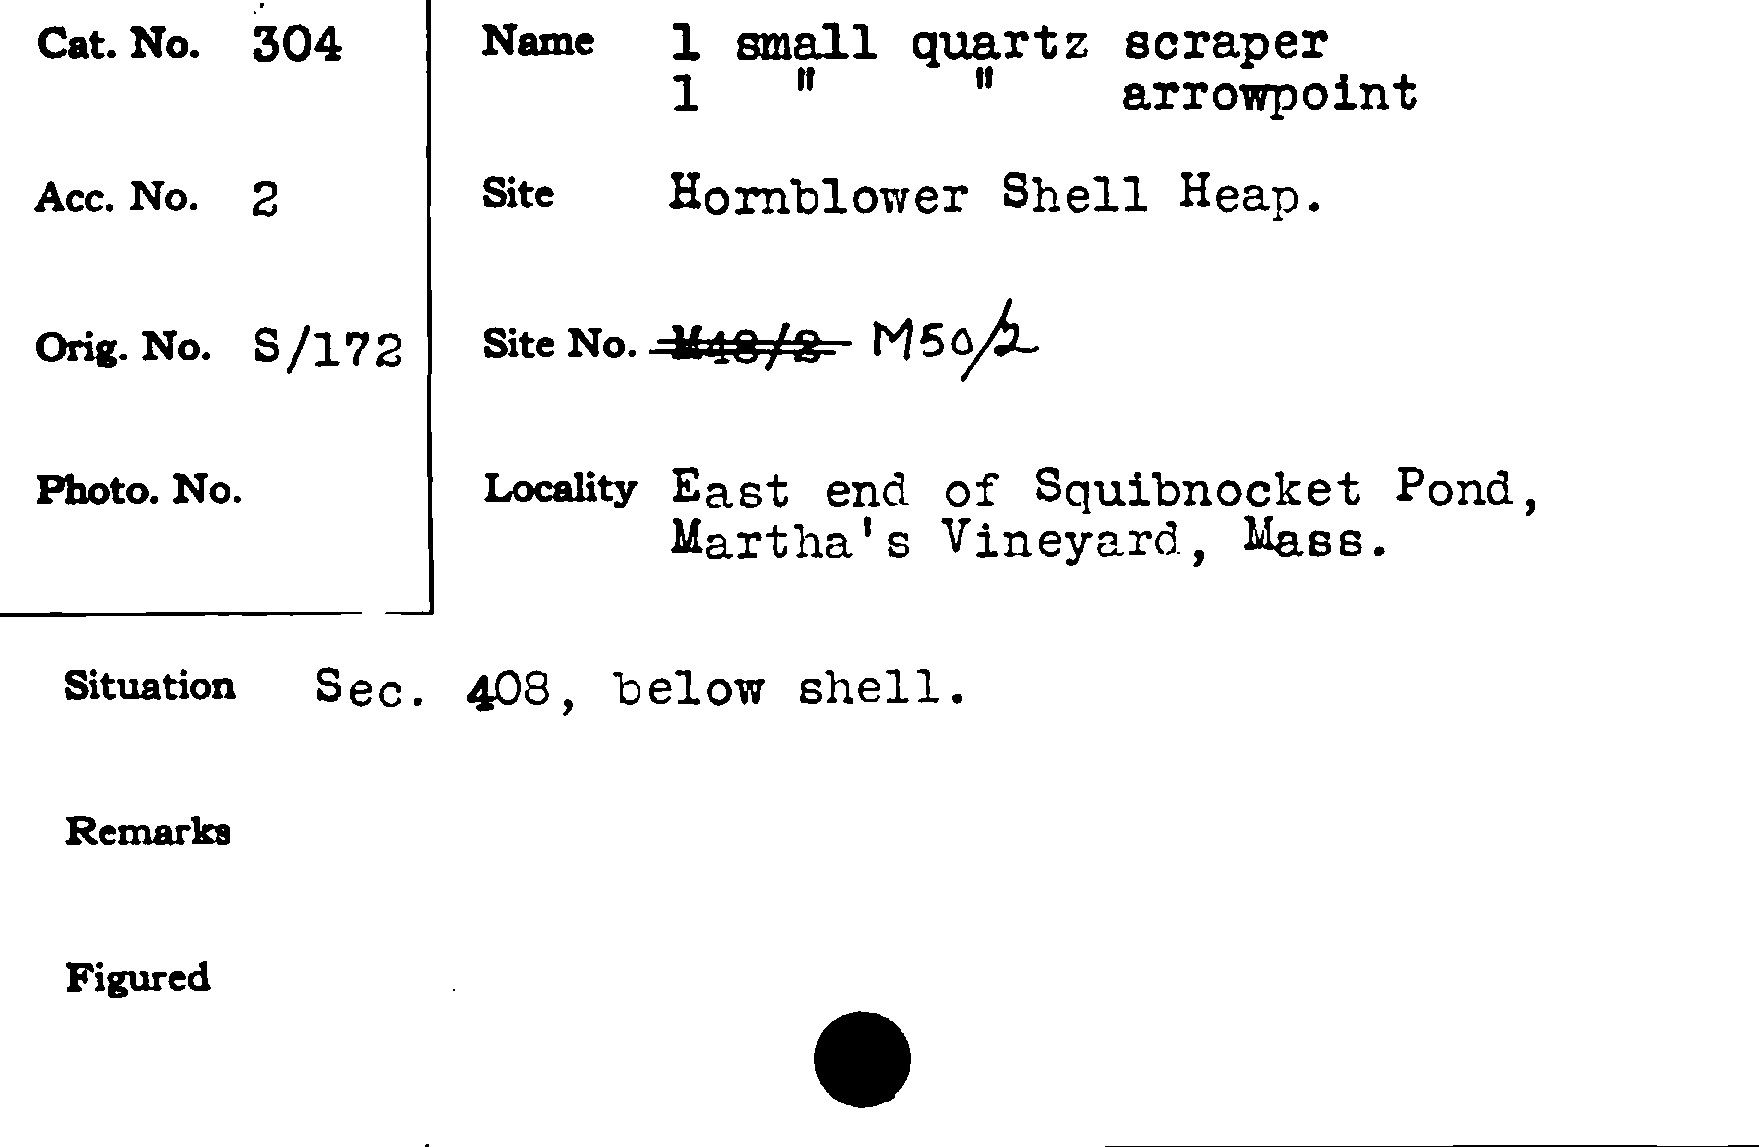 Cat. No. 304
Name 1 small quartz scraper
1 " " arrowpoint
Acc. No. 2
Site Hornblower Shell Heap.
Orig. No. S/172
Site No. M48/2 M50/2
Photo. No.
Locality East end of Squibnocket Pond,
Martha's Vineyard, Mass.
Situation Sec. 408, below shell.
Remarks
Figured